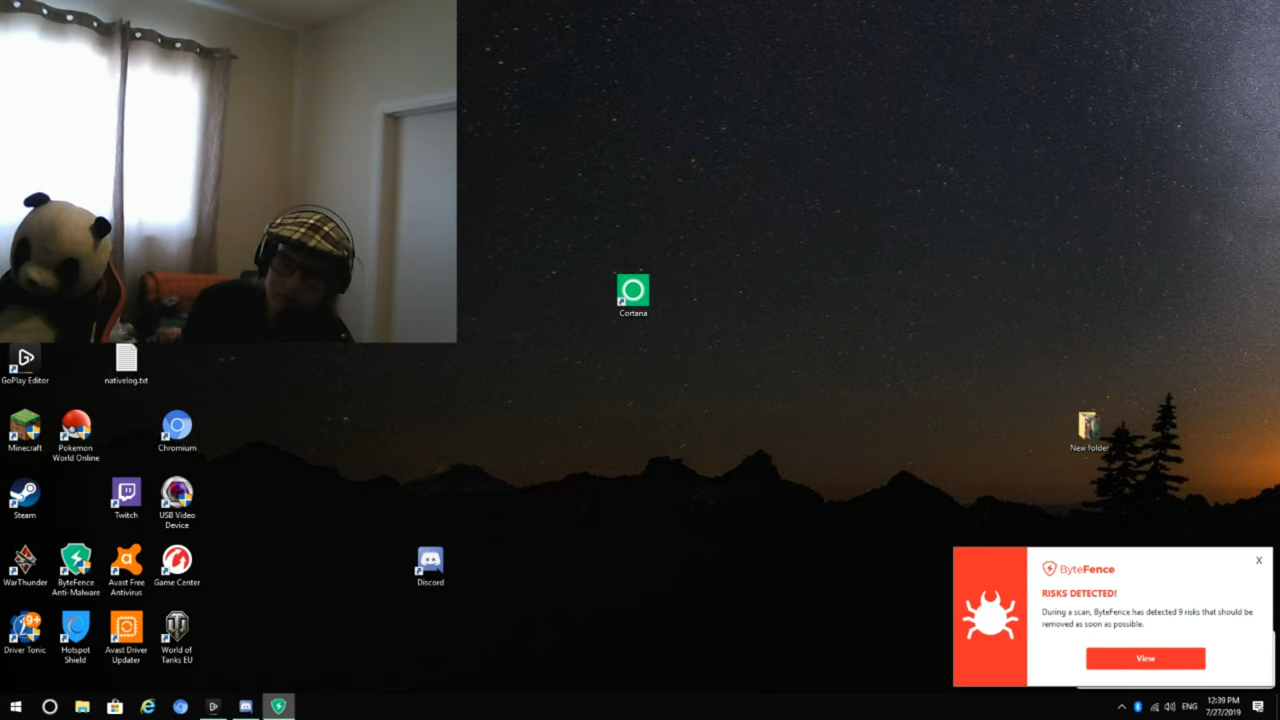 Cortana
GoPlay Editor
nativelog.txt
Minecraft
Pokemon
World Online
Chromium
New folder
Steam
Twitch
USB Video
Device
WarThunder
ByteFence
Anti-Malware
Avast Free
Antivirus
Game Center
Discord
9+
Driver Tonic
Hotspot
Shield
Avast Driver
Updater
World of
Tanks EU
X
ByteFence
RISKS DETECTED!
During a scan, ByteFence has detected 9 risks that should be
removed as soon as possible.
View
ENG
12:39 PM
7/27/2019